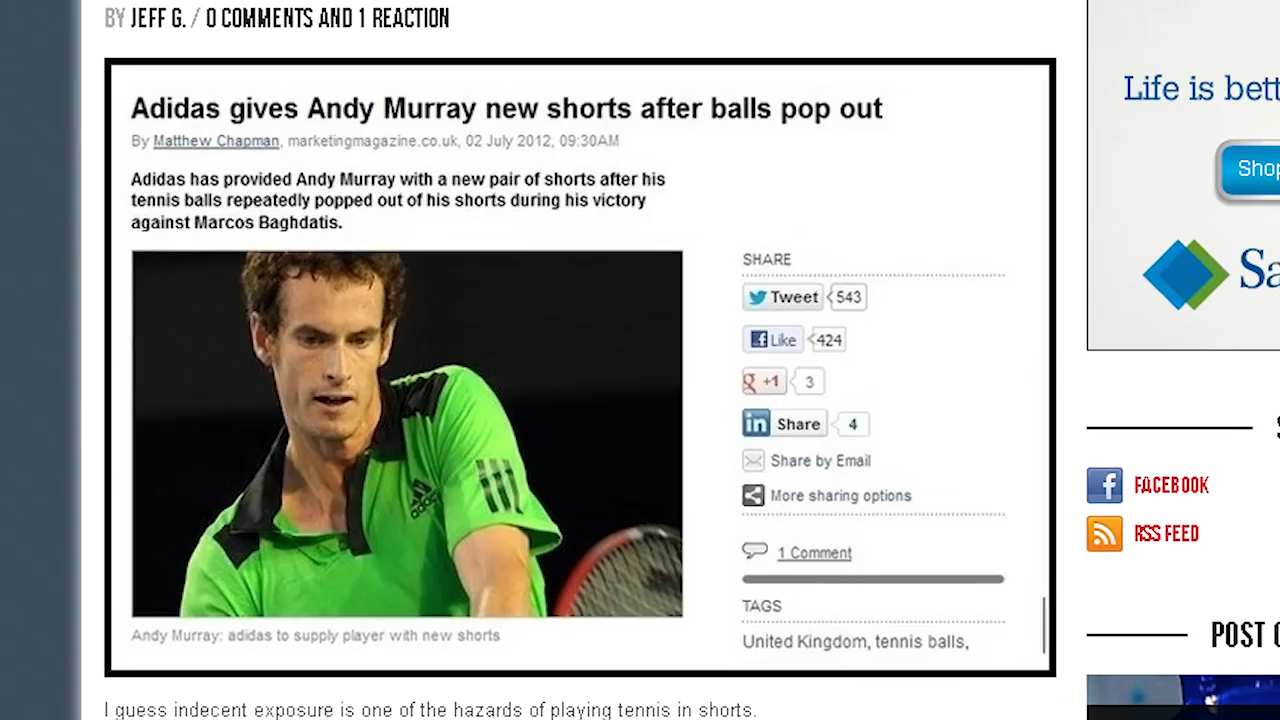 BY JEFF G. / 0 COMMENTS AND 1 REACTION
Adidas gives Andy Murray new shorts after balls pop out
By Matthew Chapman, marketingmagazine.co.uk, 02 July 2012, 09:30AM
Adidas has provided Andy Murray with a new pair of shorts after his
tennis balls repeatedly popped out of his shorts during his victory
against Marcos Baghdatis.
SHARE
Tweet 543
Like 424
+1 3
in Share 4
Share by Email
More sharing options
1 Comment
TAGS
United Kingdom, tennis balls,
adidas
Andy Murray: adidas to supply player with new shorts
I guess indecent exposure is one of the hazards of playing tennis in shorts.
Life is bett
Shop
Sa
FACEBOOK
RSS FEED
POST